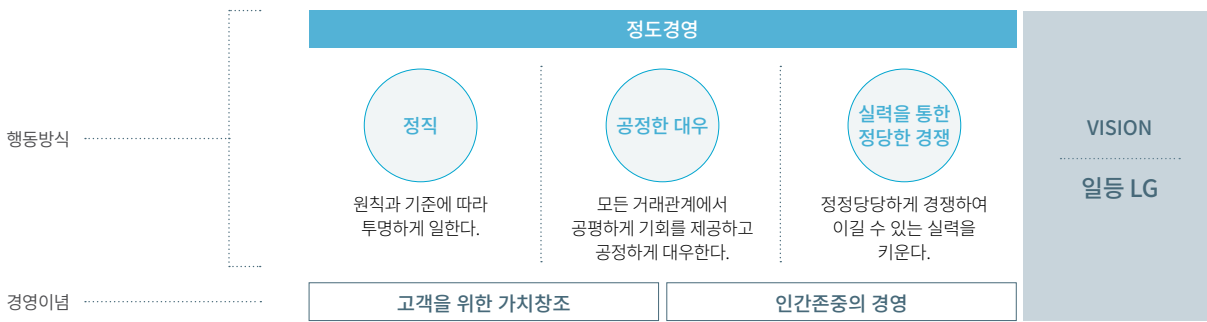 정도경영
행동방식
정직
원칙과 기준에 따라
투명하게 일한다.
공정한 대우
모든 거래관계에서
공평하게 기회를 제공하고
공정하게 대우한다.
실력을 통한
정당한 경쟁
정정당당하게 경쟁하여
이길 수 있는 실력을
키운다.
경영이념
고객을 위한 가치창조
인간존중의 경영
VISION
일등 LG